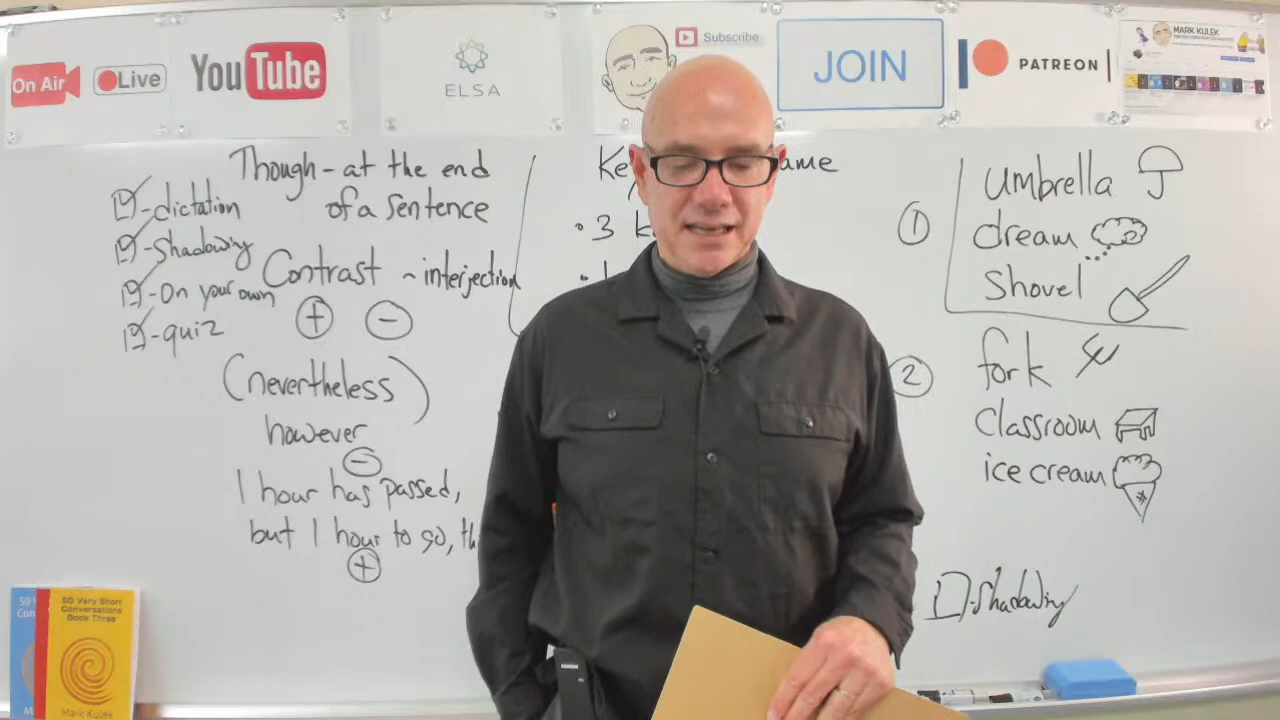 On Air
Live
YouTube
ELSA
Subscribe
JOIN
PATREON
MARK KULEK
Though - at the end
of a sentence
- dictation
- shadowing
- On your own
- quiz
Contrast ~ interjection
+ -
(nevertheless)
however
-
1 hour has passed,
but 1 hour to go,
+
Ke
ame
• 3 k
①
umbrella
dream
shovel
②
fork
classroom
ice cream
- shadowing
50 Very Short
Conversations
Book Three
Mark Kulek